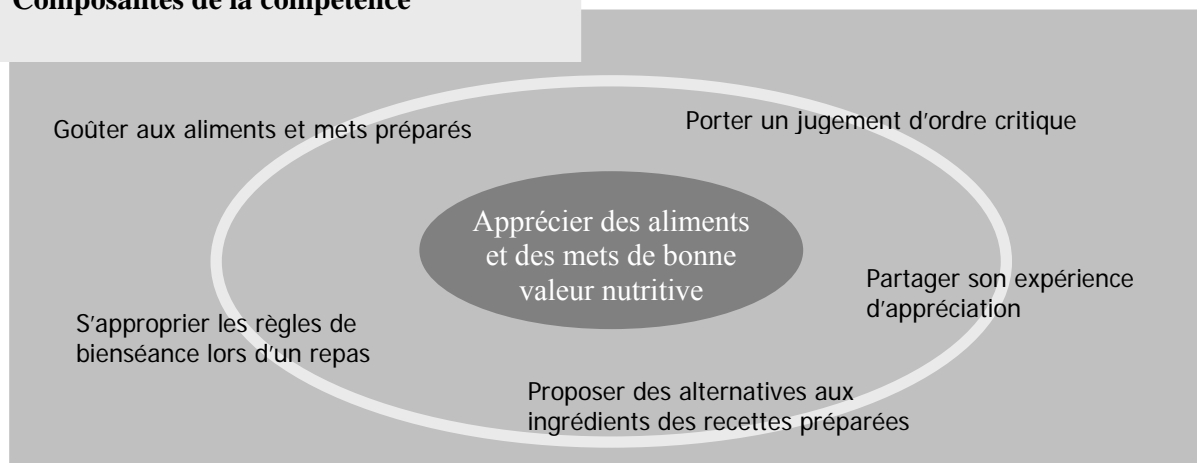 Composantes de la compétence
Goûter aux aliments et mets préparés
Porter un jugement d'ordre critique
Apprécier des aliments
et des mets de bonne
valeur nutritive
Partager son expérience
d'appréciation
S'approprier les règles de
bienséance lors d'un repas
Proposer des alternatives aux
ingrédients des recettes préparées